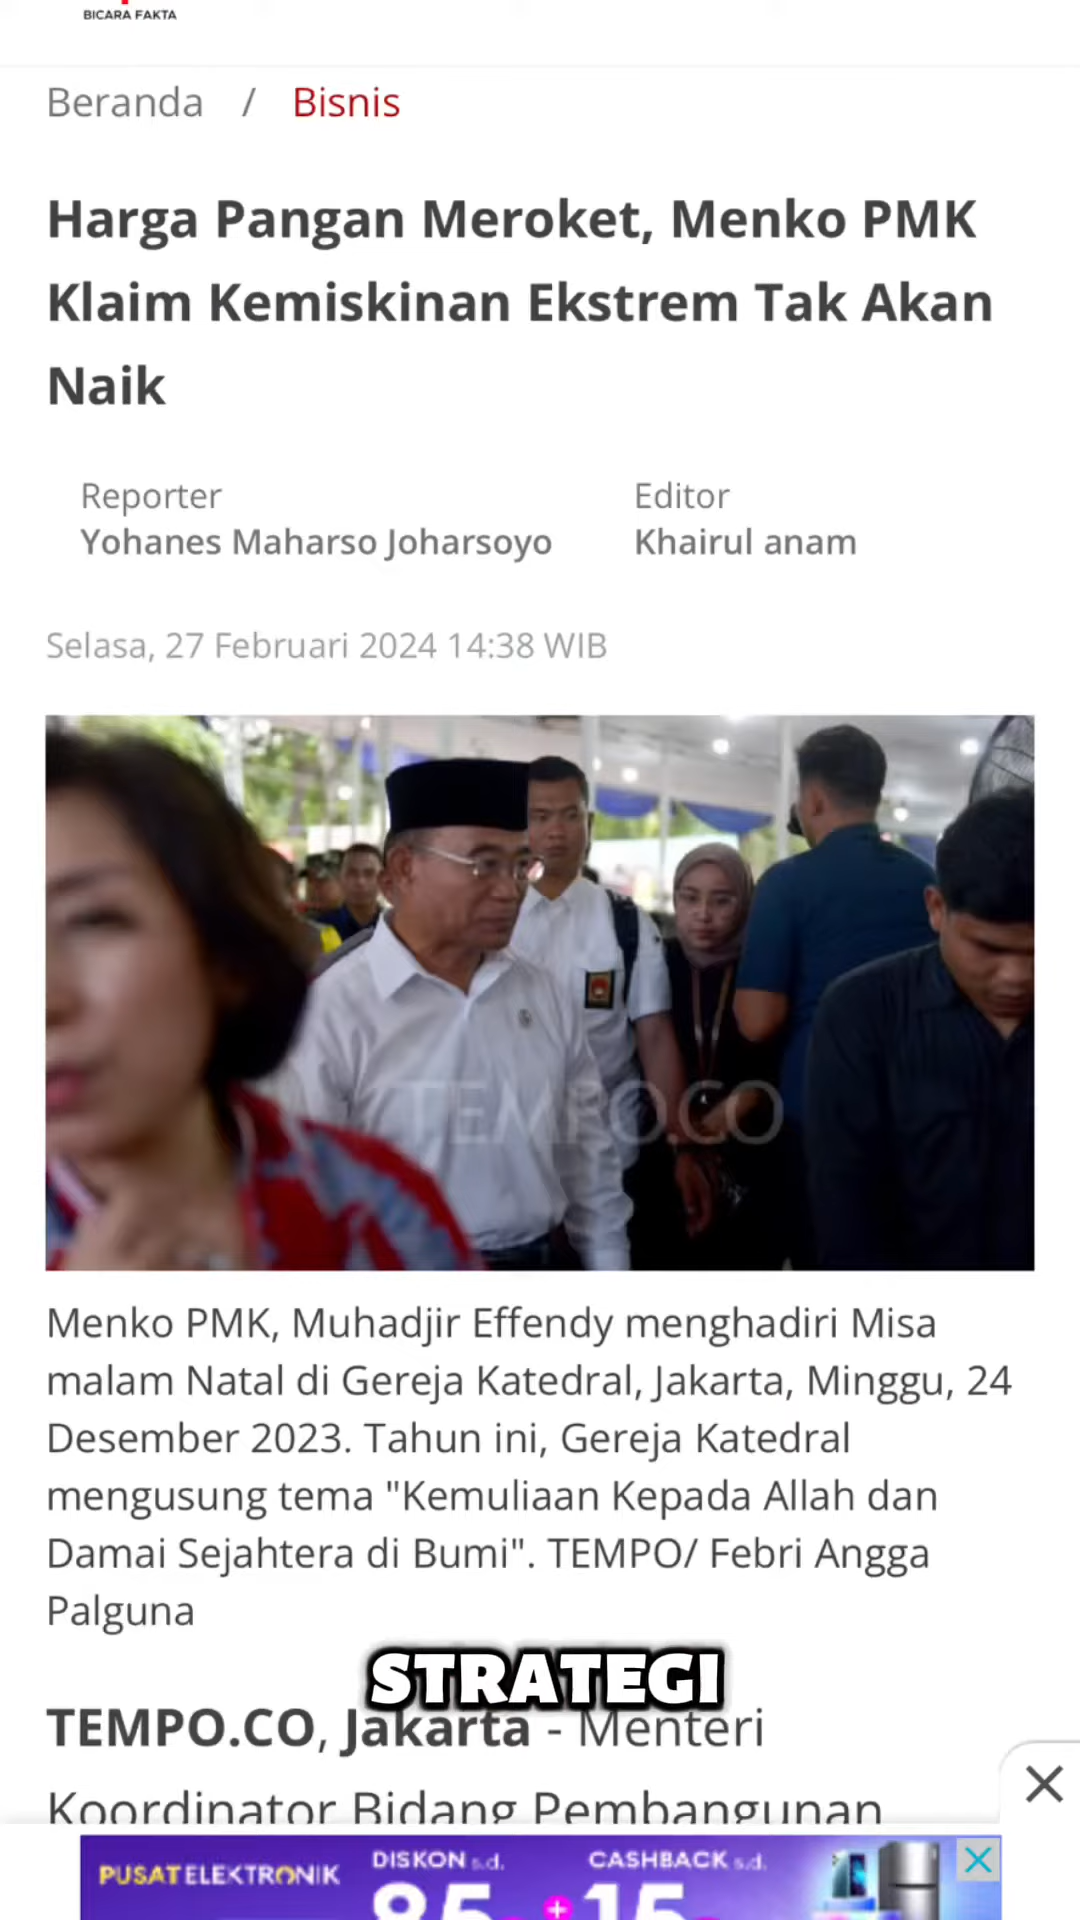 BICARA FAKTA
Beranda / Bisnis
Harga Pangan Meroket, Menko PMK
Klaim Kemiskinan Ekstrem Tak Akan
Naik
Reporter
Yohanes Maharso Joharsoyo
Editor
Khairul anam
Selasa, 27 Februari 2024 14:38 WIB
TEMPO.CO
Menko PMK, Muhadjir Effendy menghadiri Misa
malam Natal di Gereja Katedral, Jakarta, Minggu, 24
Desember 2023. Tahun ini, Gereja Katedral
mengusung tema "Kemuliaan Kepada Allah dan
Damai Sejahtera di Bumi". TEMPO/ Febri Angga
Palguna
STRATEGI
TEMPO.CO, Jakarta - Menteri
Koordinator Bidang Pembangunan
PUSAT ELEKTRONIK
DISKON s.d.
85
+
CASHBACK s.d.
15